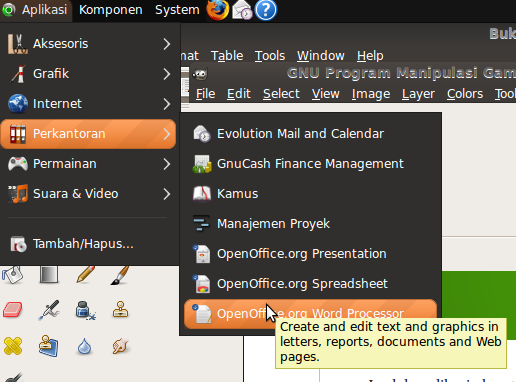 Aplikasi Komponen System
Buk
mat Table Tools Window Help
GNU Program Manipulasi Gam
File Edit Select View Image Layer Colors Tool
Aksesoris
Grafik
Internet
Perkantoran
Permainan
Suara & Video
Tambah/Hapus...
Evolution Mail and Calendar
GnuCash Finance Management
Kamus
Manajemen Proyek
OpenOffice.org Presentation
OpenOffice.org Spreadsheet
OpenOffice.org Word Processor
Create and edit text and graphics in
letters, reports, documents and Web
pages.